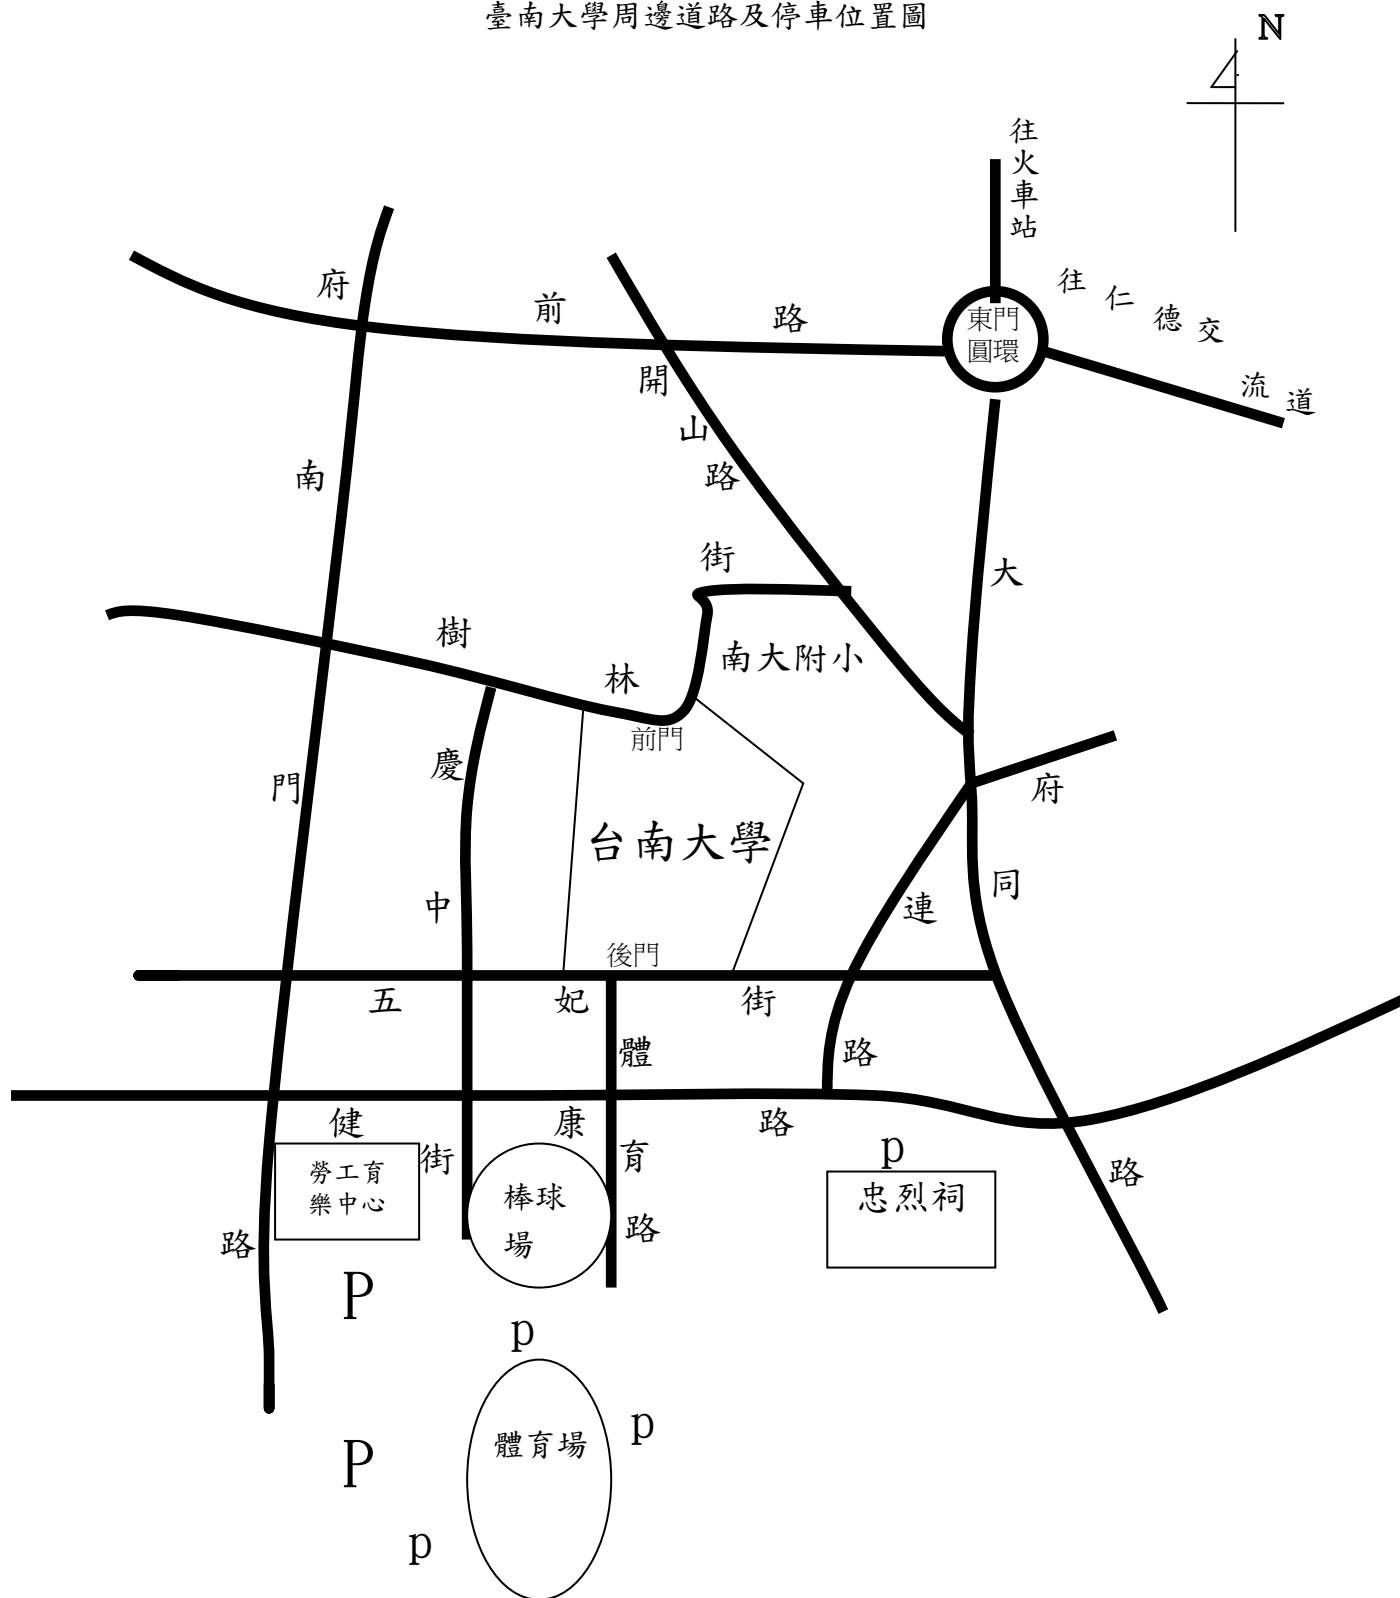 臺南大學周邊道路及停車位置圖
N
往火車站
往仁德交流道
東門
圓環
府前路
開山路
南門路
樹林街
大同路
南大附小
前門
慶中街
台南大學
府連路
後門
五妃街
體育路
健康路
勞工育
樂中心
棒球
場
p
忠烈祠
P
p
p
體育場
P
p